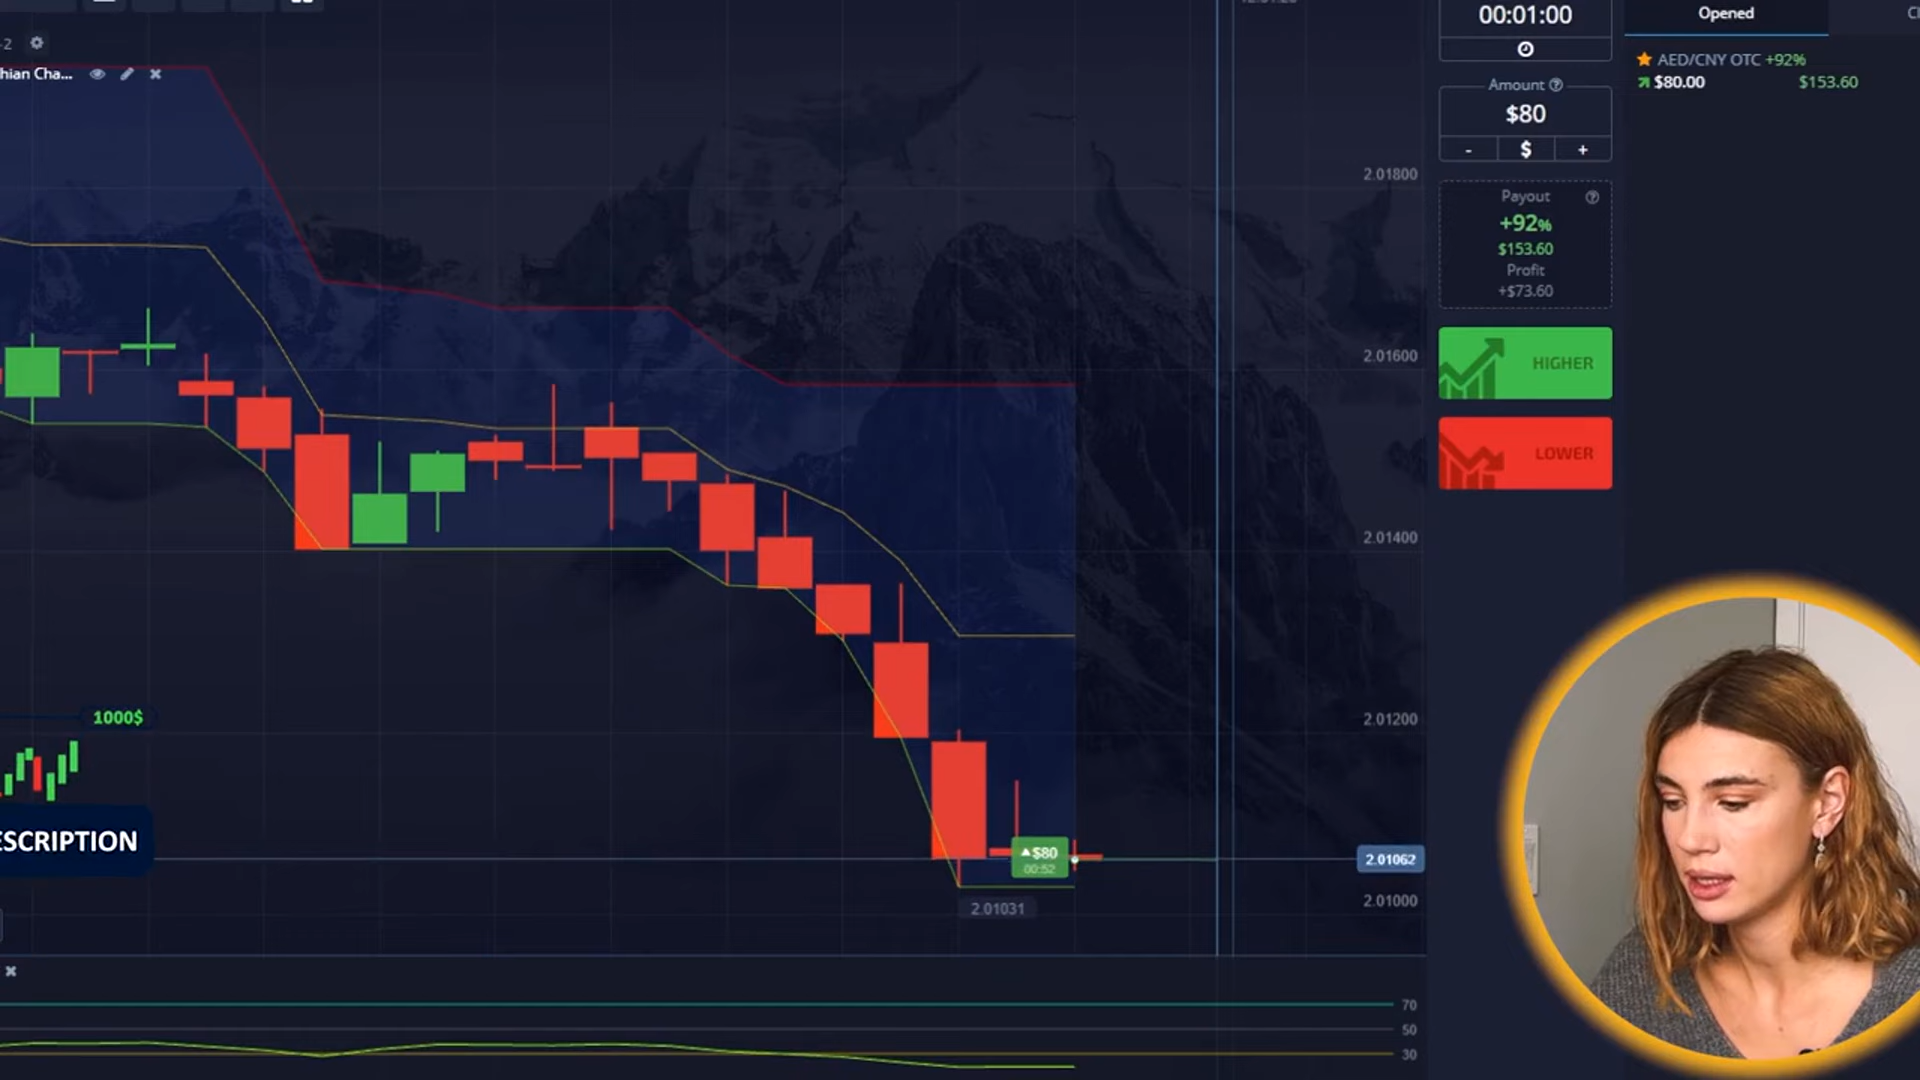 00:01:00
Opened
-2
hian Cha...
AED/CNY OTC +92%
$80.00 $153.60
Amount
$80
- $ +
Payout
+92%
$153.60
Profit
+$73.60
HIGHER
LOWER
2.01800
2.01600
2.01400
2.01200
2.01062
2.01000
1000$
ESCRIPTION
$80
00:52
2.01031
70
50
30